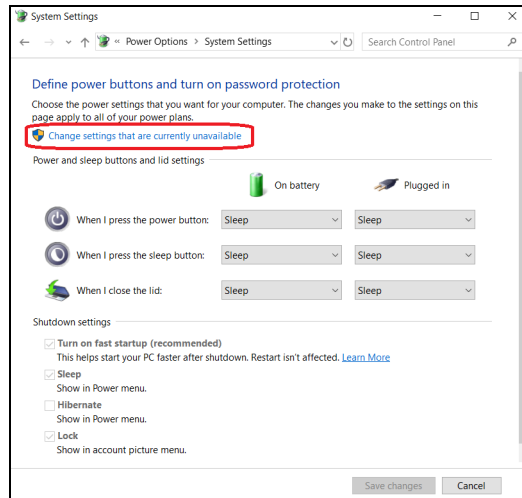 System Settings
« Power Options > System Settings
Search Control Panel
Define power buttons and turn on password protection
Choose the power settings that you want for your computer. The changes you make to the settings on this
page apply to all of your power plans.
Change settings that are currently unavailable
Power and sleep buttons and lid settings
On battery Plugged in
When I press the power button: Sleep Sleep
When I press the sleep button: Sleep Sleep
When I close the lid: Sleep Sleep
Shutdown settings
Turn on fast startup (recommended)
This helps start your PC faster after shutdown. Restart isn't affected. Learn More
Sleep
Show in Power menu.
Hibernate
Show in Power menu.
Lock
Show in account picture menu.
Save changes Cancel